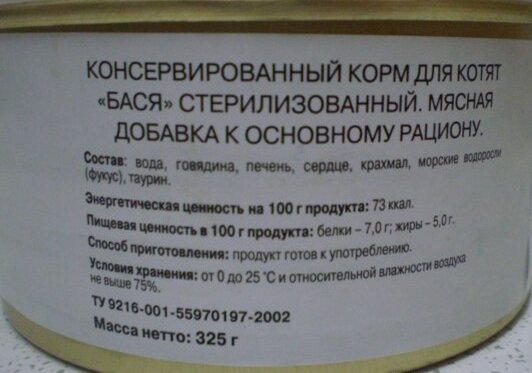 КОНСЕРВИРОВАННЫЙ КОРМ ДЛЯ КОТЯТ
«БАСЯ» СТЕРИЛИЗОВАННЫЙ. МЯСНАЯ
ДОБАВКА К ОСНОВНОМУ РАЦИОНУ.
Состав: вода, говядина, печень, сердце, крахмал, морские водоросли
(фукус), таурин.
Энергетическая ценность на 100 г продукта: 73 ккал.
Пищевая ценность в 100 г продукта: белки – 7,0 г; жиры – 5,0 г.
Способ приготовления: продукт готов к употреблению.
Условия хранения: от 0 до 25 °С и относительной влажности воздуха
не выше 75%.
ТУ 9216-001-55970197-2002
Масса нетто: 325 г